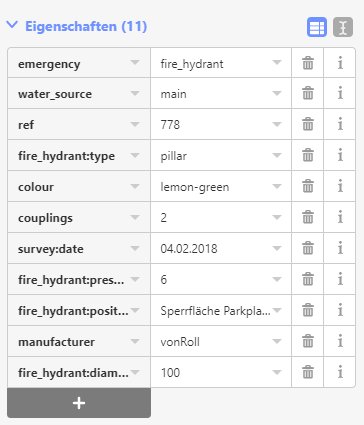 Eigenschaften (11)
emergency fire_hydrant
water_source main
ref 778
fire_hydrant:type pillar
colour lemon-green
couplings 2
survey:date 04.02.2018
fire_hydrant:pres... 6
fire_hydrant:posit... Sperrfläche Parkpla...
manufacturer vonRoll
fire_hydrant:diam... 100
+